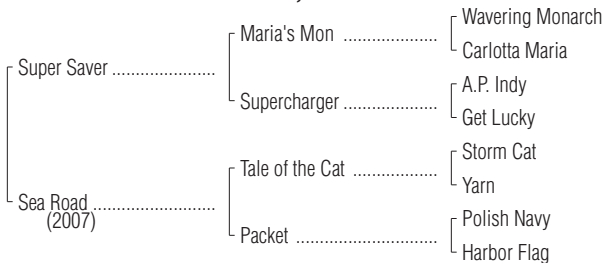 Wavering Monarch
Maria's Mon ..................
Carlotta Maria
Super Saver ....................
A.P. Indy
Supercharger ..................
Get Lucky
Storm Cat
Tale of the Cat ................
Yarn
Sea Road .......................
(2007)
Polish Navy
Packet ...........................
Harbor Flag